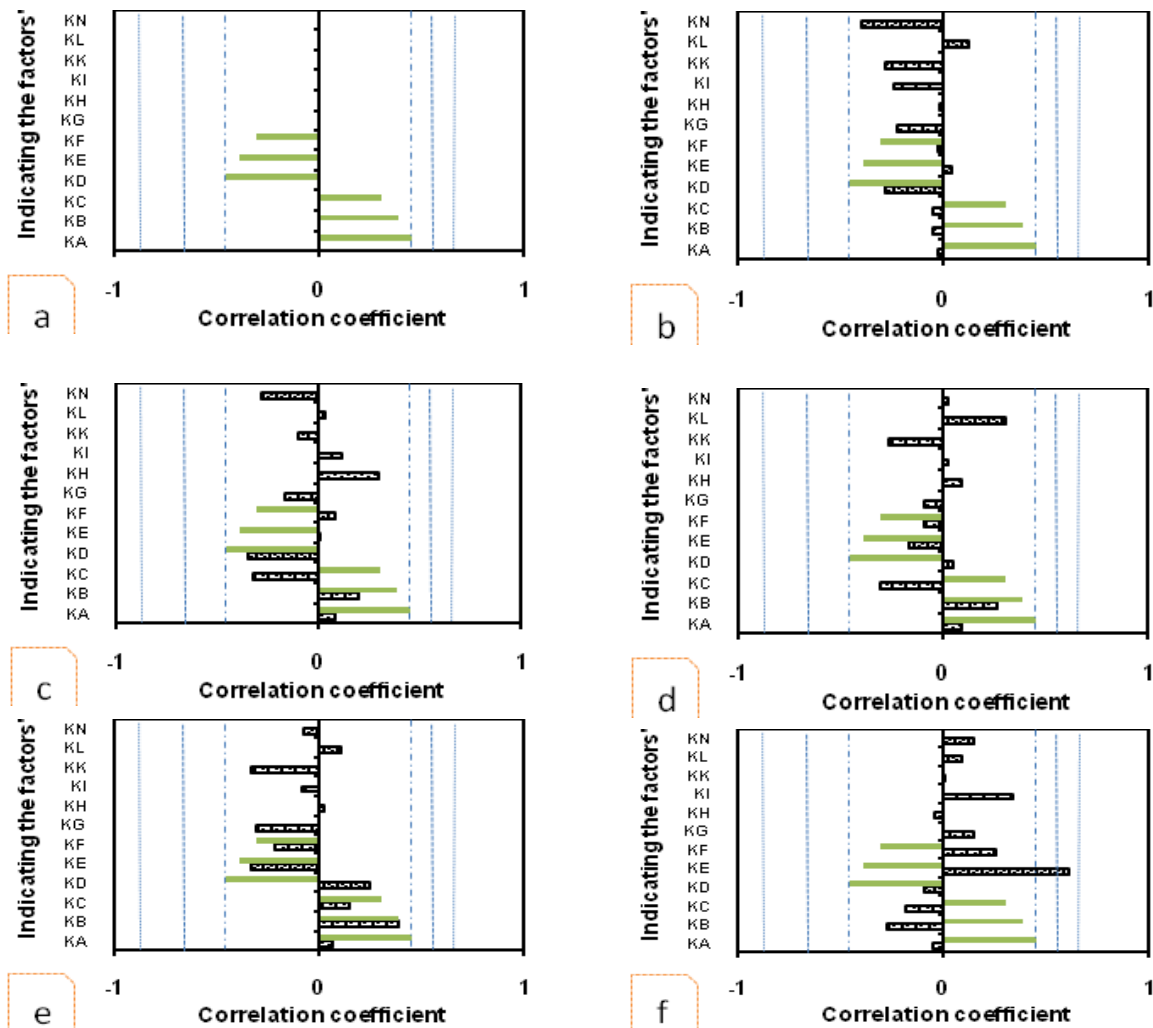 Indicating the factors'
KN
KL
KK
KI
KH
KG
KF
KE
KD
KC
KB
KA
-1 0 1
Correlation coefficient
a
Indicating the factors'
KN
KL
KK
KI
KH
KG
KF
KE
KD
KC
KB
KA
-1 0 1
Correlation coefficient
b
Indicating the factors'
KN
KL
KK
KI
KH
KG
KF
KE
KD
KC
KB
KA
-1 0 1
Correlation coefficient
c
Indicating the factors'
KN
KL
KK
KI
KH
KG
KF
KE
KD
KC
KB
KA
-1 0 1
Correlation coefficient
d
Indicating the factors'
KN
KL
KK
KI
KH
KG
KF
KE
KD
KC
KB
KA
-1 0 1
Correlation coefficient
e
Indicating the factors'
KN
KL
KK
KI
KH
KG
KF
KE
KD
KC
KB
KA
-1 0 1
Correlation coefficient
f